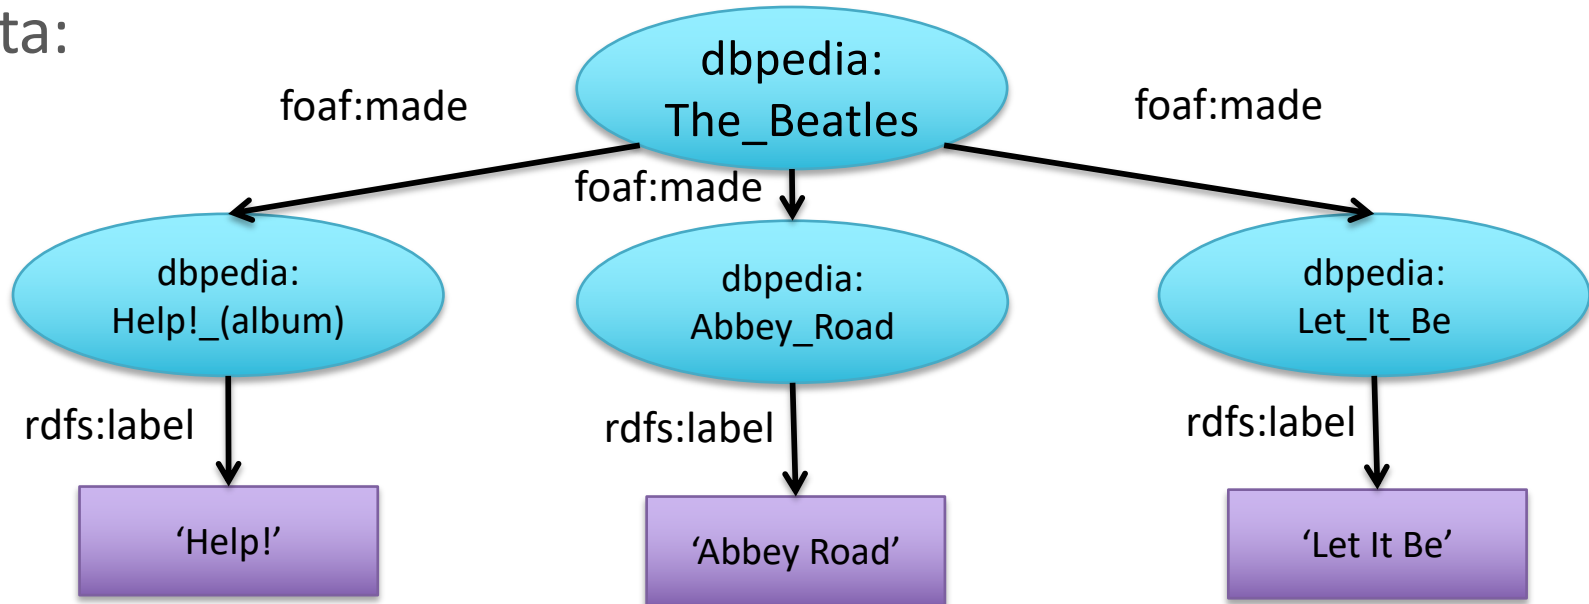 ta:
dbpedia:
The_Beatles
foaf:made
foaf:made
foaf:made
dbpedia:
Help!_(album)
dbpedia:
Abbey_Road
dbpedia:
Let_It_Be
rdfs:label
rdfs:label
rdfs:label
‘Help!’
‘Abbey Road’
‘Let It Be’